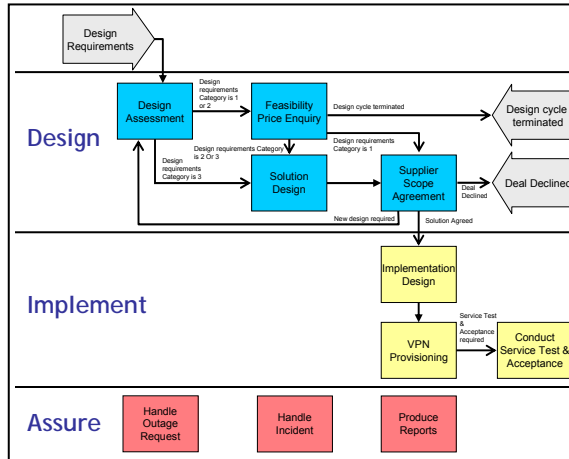 Design
Requirements
Design
Design
Assessment
Design
requirements
Category is 1
or 2
Feasibility
Price Enquiry
Design cycle terminated
Design cycle
terminated
Design requirements Category
is 2 Or 3
Design requirements
Category is 1
Design
requirements
Category is 3
Solution
Design
Supplier
Scope
Agreement
Deal
Declined
Deal Declined
New design required
Solution Agreed
Implement
Implementation
Design
VPN
Provisioning
Service Test
&
Acceptance
required
Conduct
Service Test &
Acceptance
Assure
Handle
Outage
Request
Handle
Incident
Produce
Reports